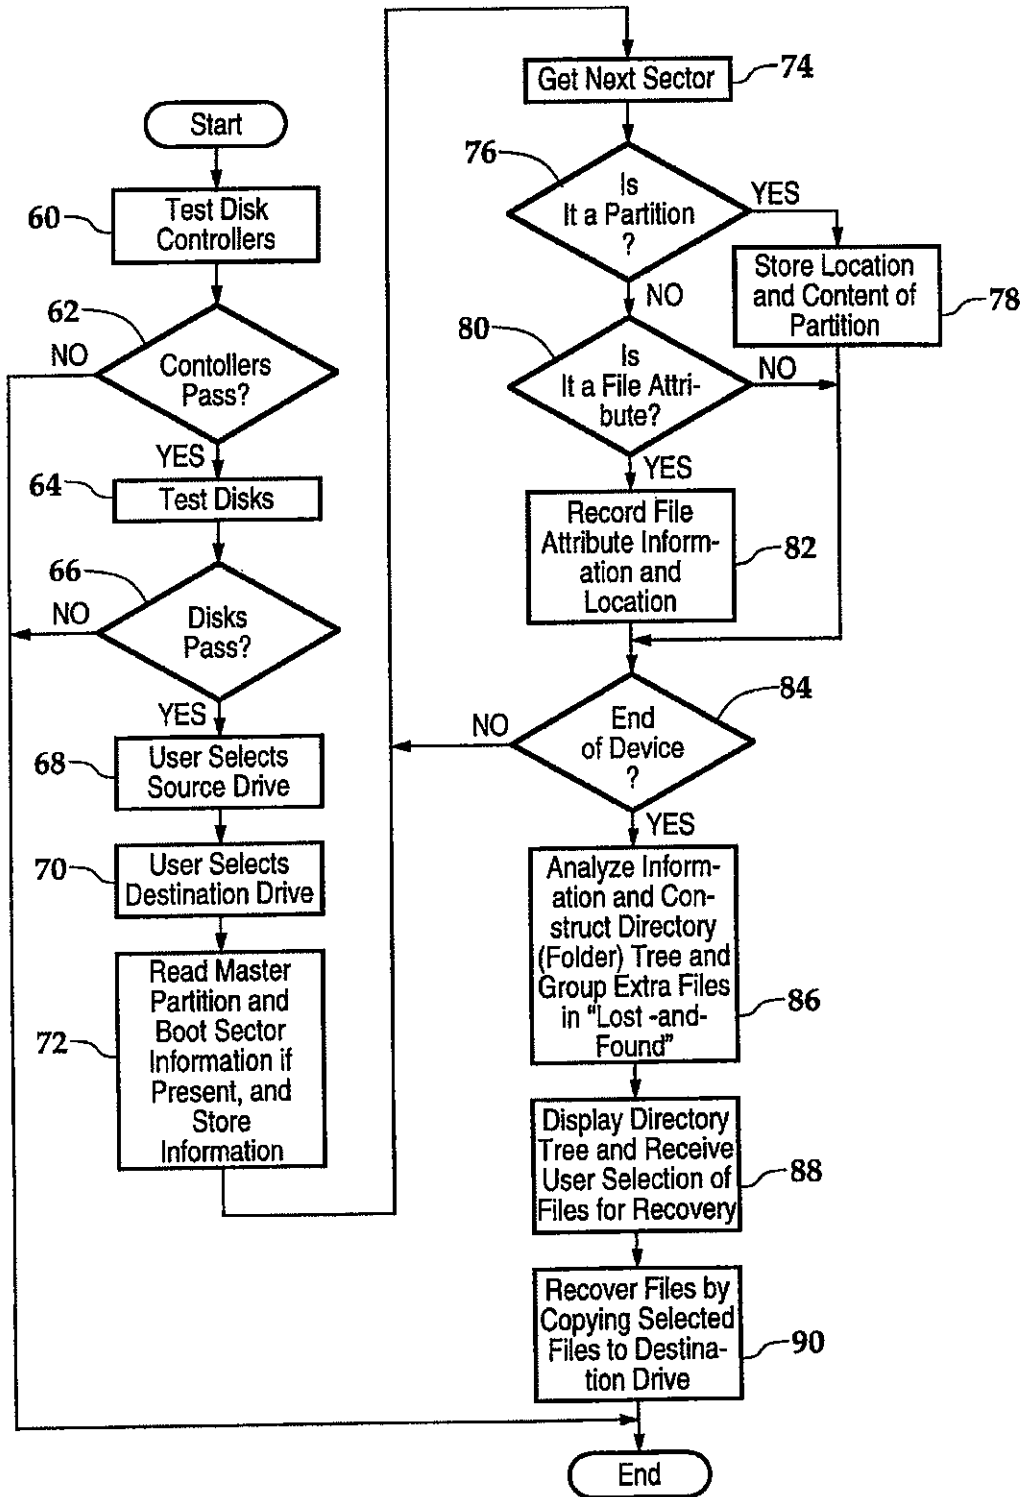 Start
60
Test Disk
Controllers
62
NO
Contollers
Pass?
YES
64
Test Disks
66
NO
Disks
Pass?
YES
68
User Selects
Source Drive
70
User Selects
Destination Drive
72
Read Master
Partition and
Boot Sector
Information if
Present, and
Store
Information
Get Next Sector
74
76
Is
It a Partition
?
YES
NO
Store Location
and Content of
Partition
78
80
Is
It a File Attri-
bute?
NO
YES
Record File
Attribute Inform-
ation and
Location
82
84
NO
End
of Device
?
YES
Analyze Inform-
ation and Con-
struct Directory
(Folder) Tree and
Group Extra Files
in "Lost -and-
Found"
86
Display Directory
Tree and Receive
User Selection of
Files for Recovery
88
Recover Files by
Copying Selected
Files to Destina-
tion Drive
90
End